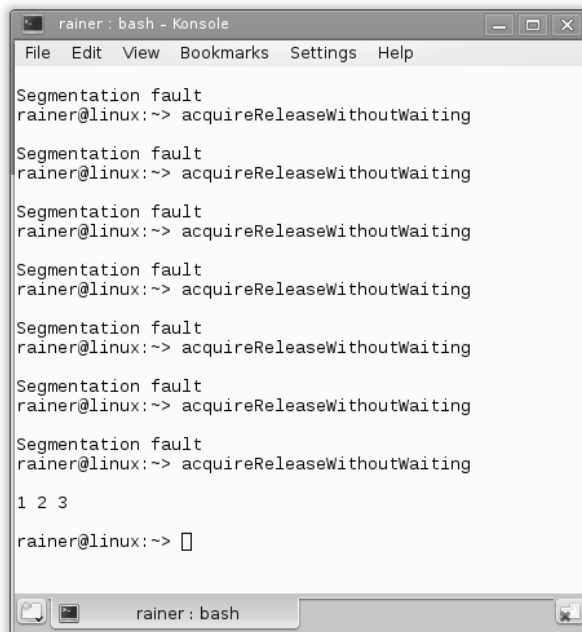 rainer : bash – Konsole
File Edit View Bookmarks Settings Help
Segmentation fault
rainer@linux:~> acquireReleaseWithoutWaiting
Segmentation fault
rainer@linux:~> acquireReleaseWithoutWaiting
Segmentation fault
rainer@linux:~> acquireReleaseWithoutWaiting
Segmentation fault
rainer@linux:~> acquireReleaseWithoutWaiting
Segmentation fault
rainer@linux:~> acquireReleaseWithoutWaiting
Segmentation fault
rainer@linux:~> acquireReleaseWithoutWaiting
Segmentation fault
rainer@linux:~> acquireReleaseWithoutWaiting
1 2 3
rainer@linux:~>
rainer : bash